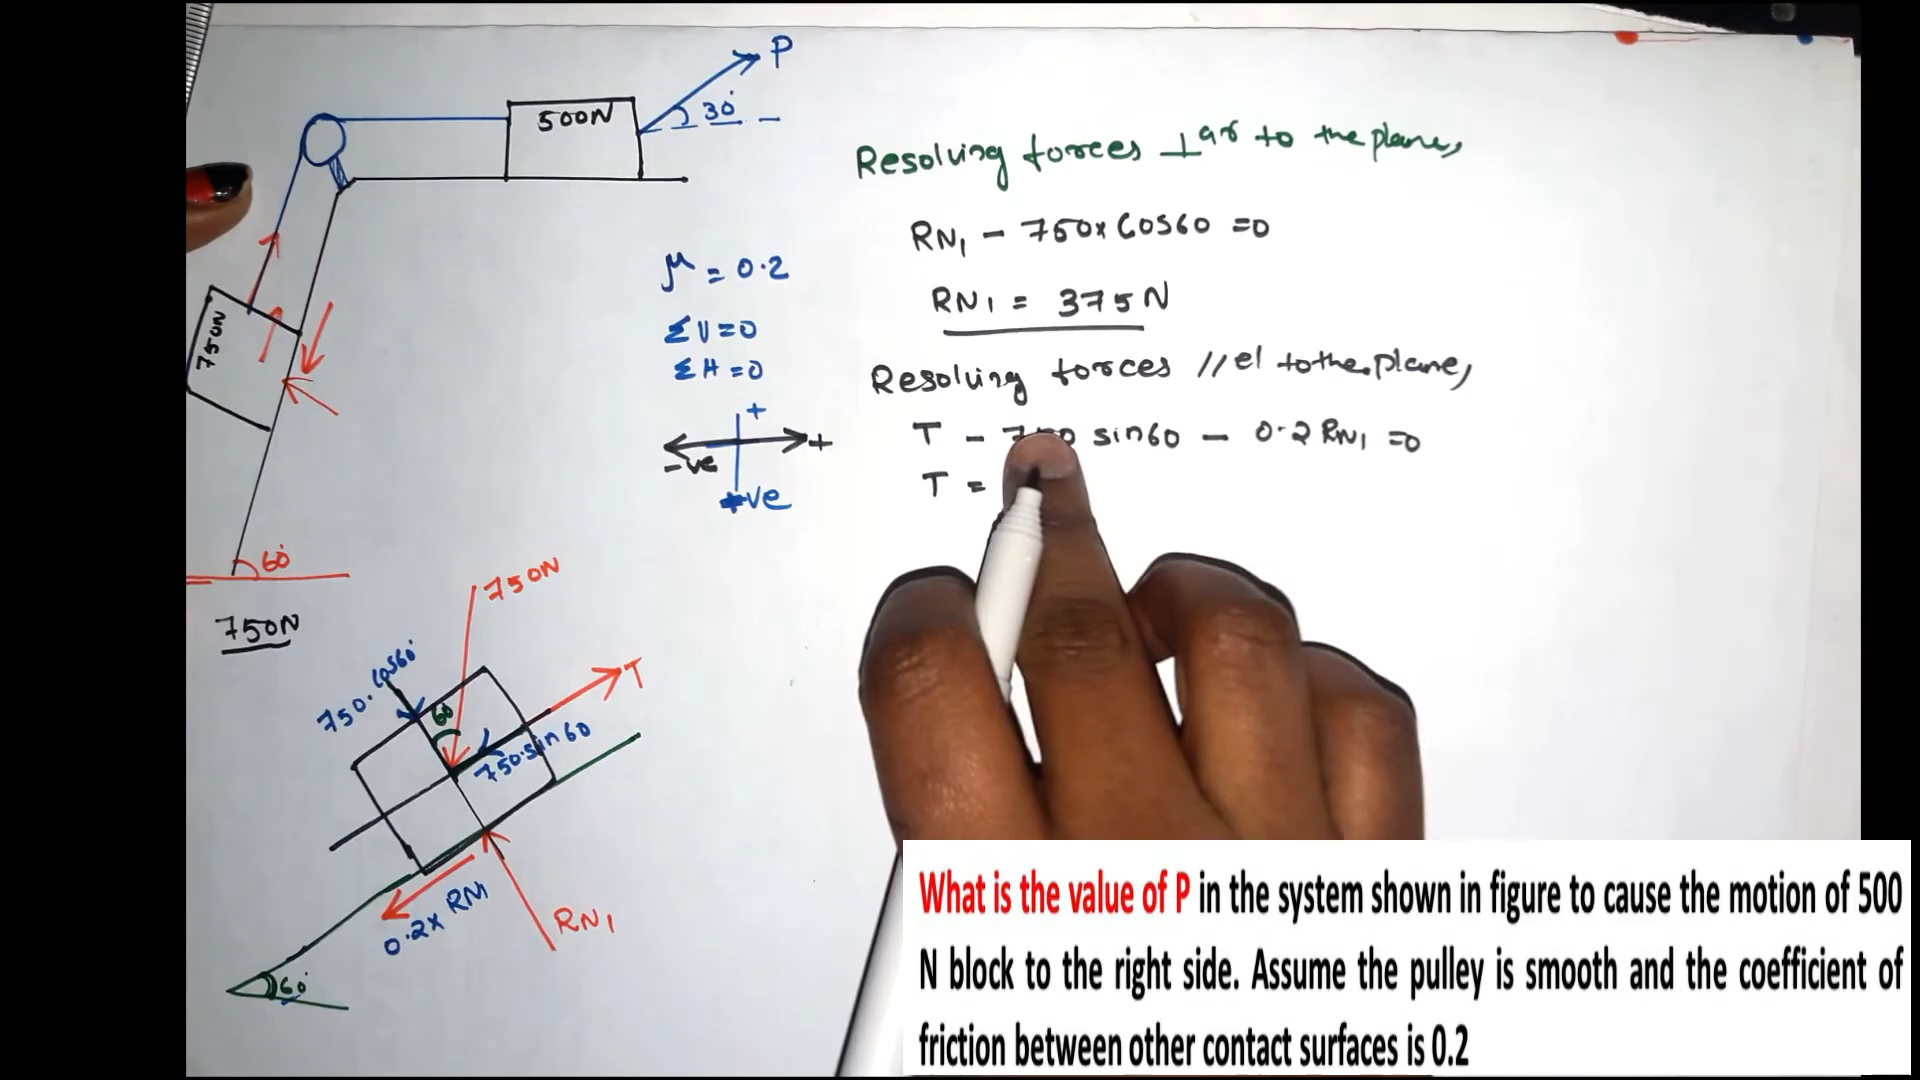 P
30°
500N
750N
60°
μ = 0.2
ΣV=0
ΣH=0
+
+
-ve
+ve
750N
750N
750.cos60°
60
T
750.sin60
0.2x RN1
RN1
60°
Resolving forces ⊥ar to the plane,
RN1 - 750x cos60 =0
RN1 = 375N
Resolving forces //el to the plane,
T - 750 sin60 - 0.2 RN1 =0
T =
What is the value of P in the system shown in figure to cause the motion of 500
N block to the right side. Assume the pulley is smooth and the coefficient of
friction between other contact surfaces is 0.2